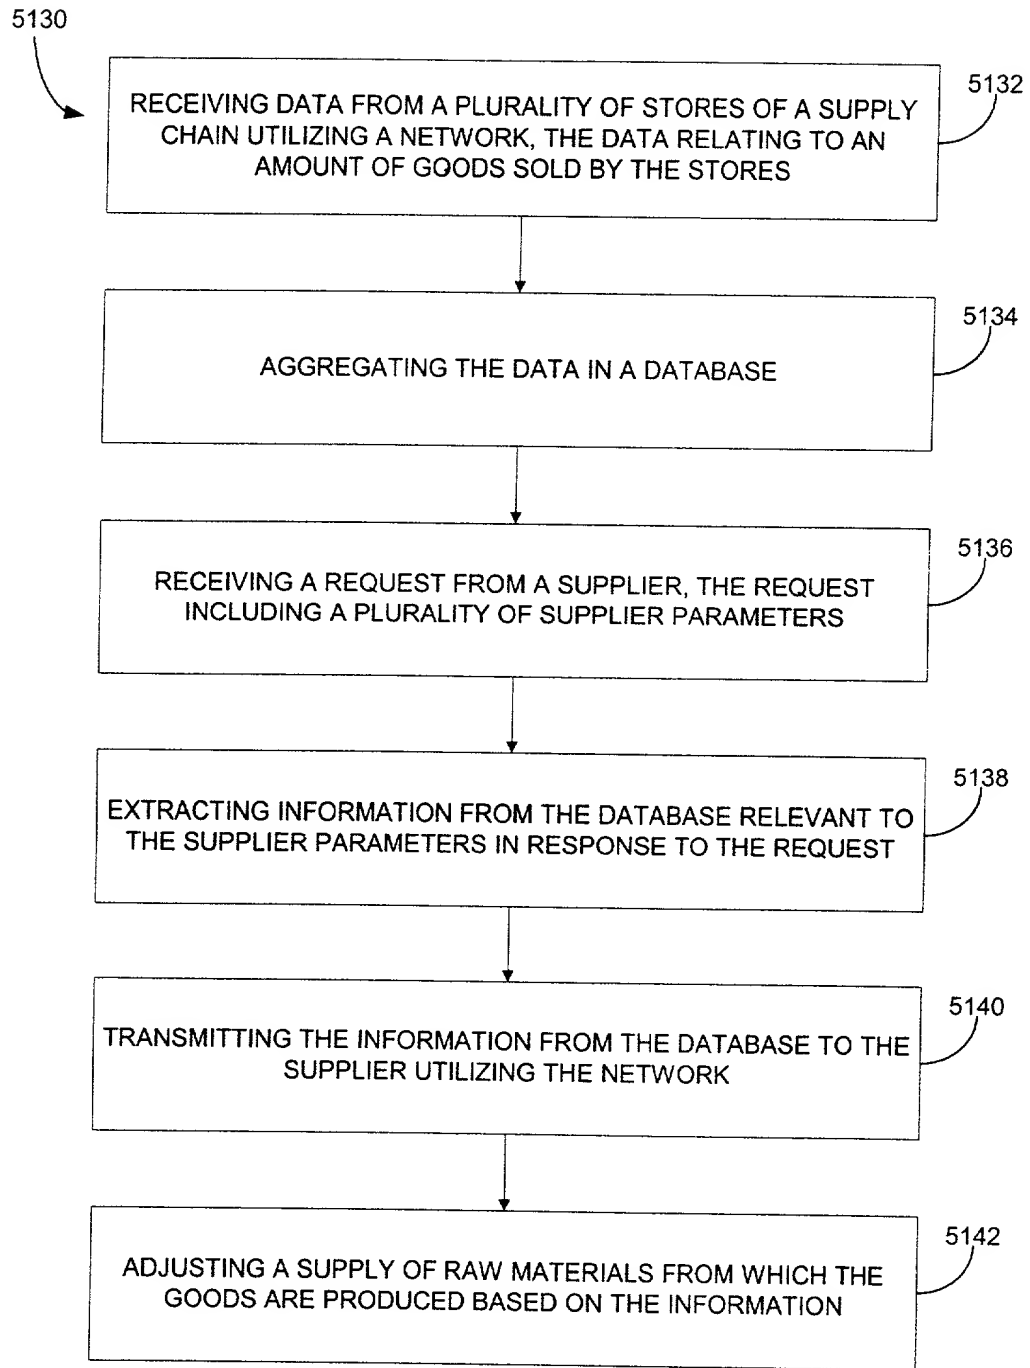 5130
5132
RECEIVING DATA FROM A PLURALITY OF STORES OF A SUPPLY
CHAIN UTILIZING A NETWORK, THE DATA RELATING TO AN
AMOUNT OF GOODS SOLD BY THE STORES
5134
AGGREGATING THE DATA IN A DATABASE
5136
RECEIVING A REQUEST FROM A SUPPLIER, THE REQUEST
INCLUDING A PLURALITY OF SUPPLIER PARAMETERS
5138
EXTRACTING INFORMATION FROM THE DATABASE RELEVANT TO
THE SUPPLIER PARAMETERS IN RESPONSE TO THE REQUEST
5140
TRANSMITTING THE INFORMATION FROM THE DATABASE TO THE
SUPPLIER UTILIZING THE NETWORK
5142
ADJUSTING A SUPPLY OF RAW MATERIALS FROM WHICH THE
GOODS ARE PRODUCED BASED ON THE INFORMATION